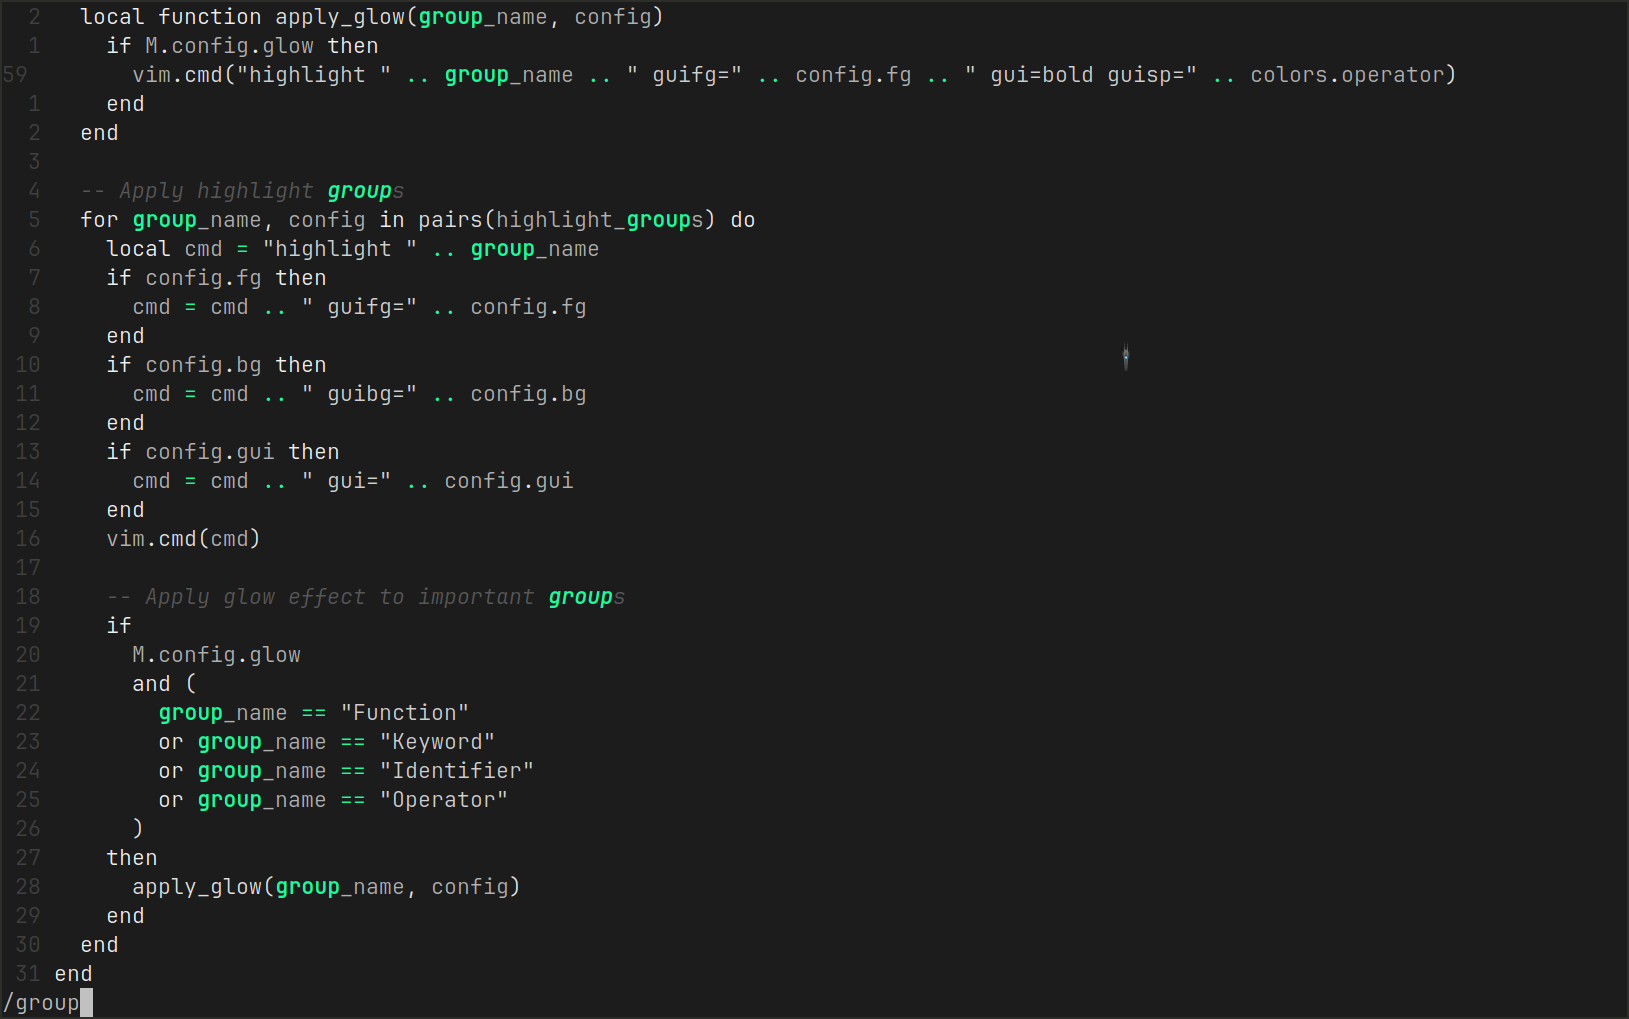 2   local function apply_glow(group_name, config)
1     if M.config.glow then
59       vim.cmd("highlight " .. group_name .. " guifg=" .. config.fg .. " gui=bold guisp=" .. colors.operator)
1     end
2   end
3
4   -- Apply highlight groups
5   for group_name, config in pairs(highlight_groups) do
6     local cmd = "highlight " .. group_name
7     if config.fg then
8       cmd = cmd .. " guifg=" .. config.fg
9     end
10     if config.bg then
11       cmd = cmd .. " guibg=" .. config.bg
12     end
13     if config.gui then
14       cmd = cmd .. " gui=" .. config.gui
15     end
16     vim.cmd(cmd)
17
18     -- Apply glow effect to important groups
19     if
20       M.config.glow
21       and (
22         group_name == "Function"
23         or group_name == "Keyword"
24         or group_name == "Identifier"
25         or group_name == "Operator"
26       )
27     then
28       apply_glow(group_name, config)
29     end
30   end
31 end
/group